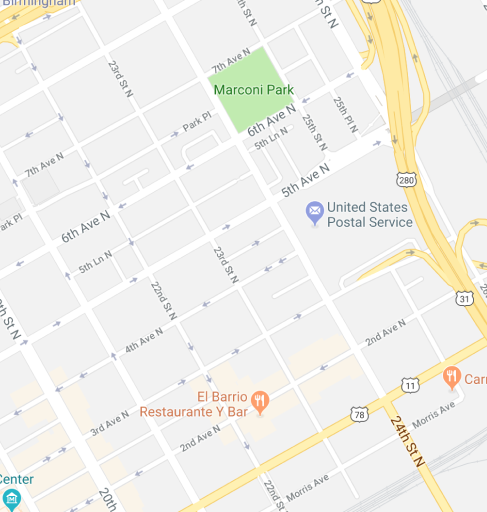 Birmingham
23rd St N
7th Ave N
Marconi Park
Park Pl
6th Ave N
5th Ln N
25th St N
25th Pl N
7th Ave N
5th Ave N
280
United States
Postal Service
Park Pl
6th Ave N
5th Ln N
23rd St N
22nd St N
31
4th Ave N
2nd Ave N
El Barrio
Restaurante Y Bar
11
78
3rd Ave N
2nd Ave N
Morris Ave
24th St N
Center
20th
22nd St
Morris Ave